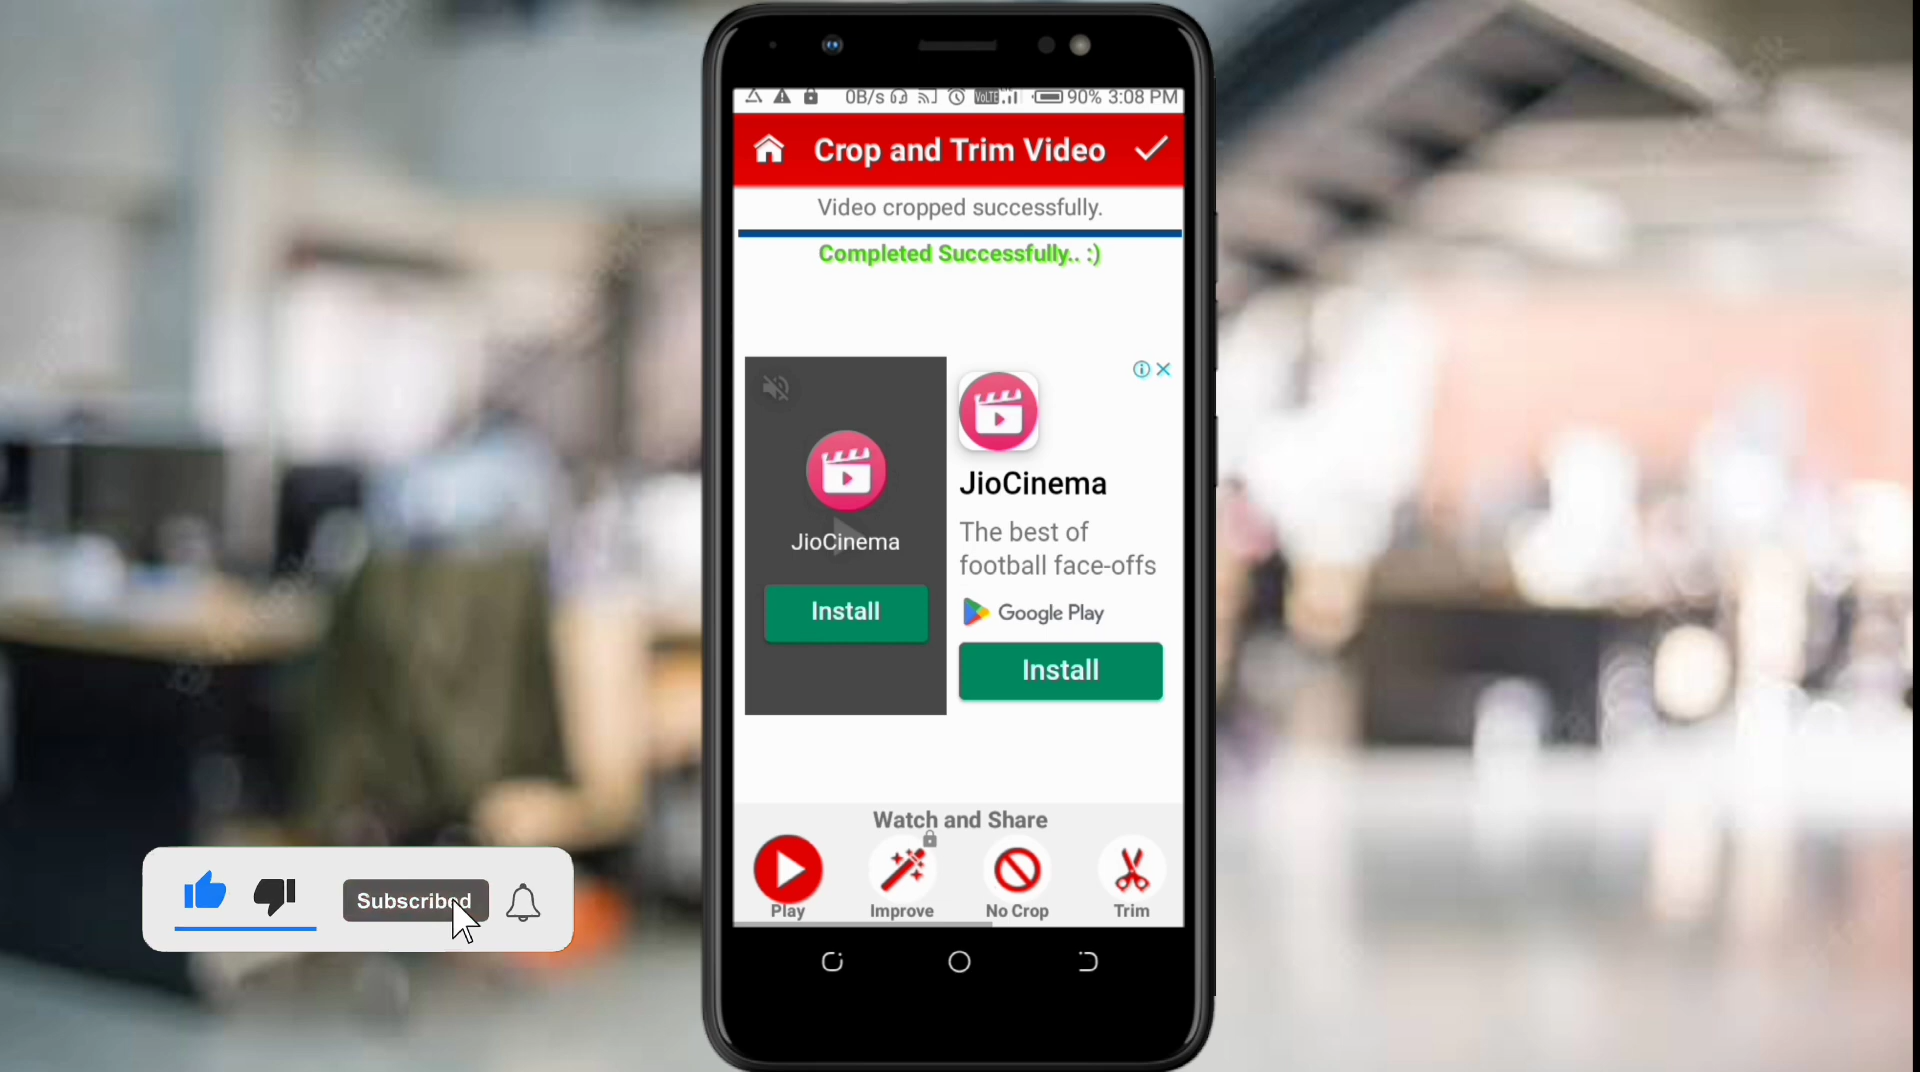 0B/s VoLTE 90% 3:08 PM
Crop and Trim Video
Video cropped successfully.
Completed Successfully.. :)
JioCinema
Install
JioCinema
The best of
football face-offs
Google Play
Install
Watch and Share
Play Improve No Crop Trim
Subscribed